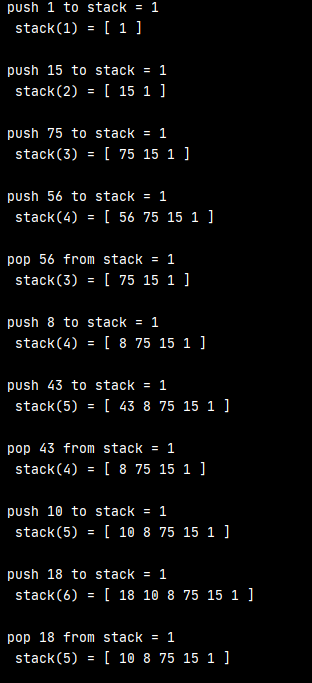 push 1 to stack = 1
stack(1) = [ 1 ]
push 15 to stack = 1
stack(2) = [ 15 1 ]
push 75 to stack = 1
stack(3) = [ 75 15 1 ]
push 56 to stack = 1
stack(4) = [ 56 75 15 1 ]
pop 56 from stack = 1
stack(3) = [ 75 15 1 ]
push 8 to stack = 1
stack(4) = [ 8 75 15 1 ]
push 43 to stack = 1
stack(5) = [ 43 8 75 15 1 ]
pop 43 from stack = 1
stack(4) = [ 8 75 15 1 ]
push 10 to stack = 1
stack(5) = [ 10 8 75 15 1 ]
push 18 to stack = 1
stack(6) = [ 18 10 8 75 15 1 ]
pop 18 from stack = 1
stack(5) = [ 10 8 75 15 1 ]